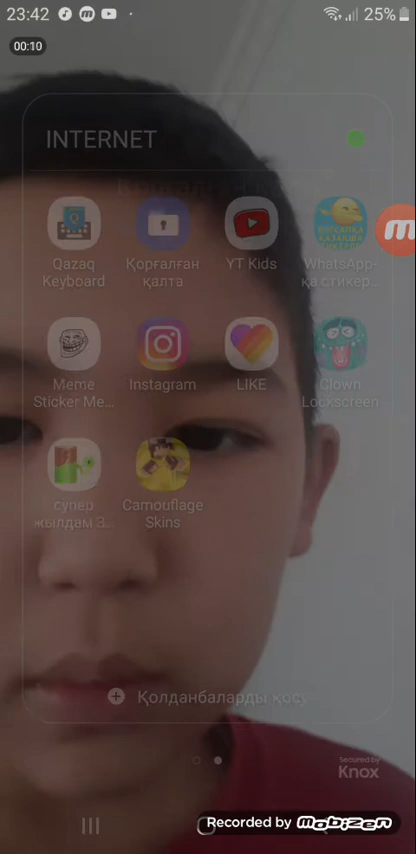 23:42
25%
00:10
INTERNET
Qazaq
Keyboard
Қорғалған
қалта
YT Kids
WhatsApp-
қа стикер...
Meme
Sticker Me...
Instagram
LIKE
Clown
Lockscreen
супер
жылдам З...
Camouflage
Skins
Қолданбаларды қосу
Secured by
Knox
Recorded by mobizen